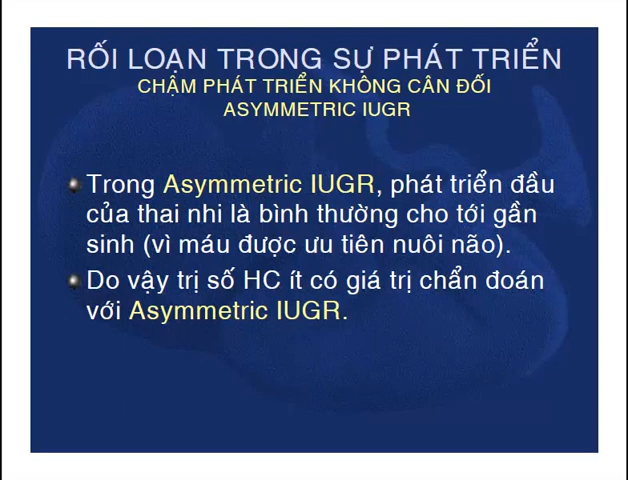 RỐI LOẠN TRONG SỰ PHÁT TRIỂN
CHẬM PHÁT TRIỂN KHÔNG CÂN ĐỐI
ASYMMETRIC IUGR
Trong Asymmetric IUGR, phát triển đầu
của thai nhi là bình thường cho tới gần
sinh (vì máu được ưu tiên nuôi não).
Do vậy trị số HC ít có giá trị chẩn đoán
với Asymmetric IUGR.